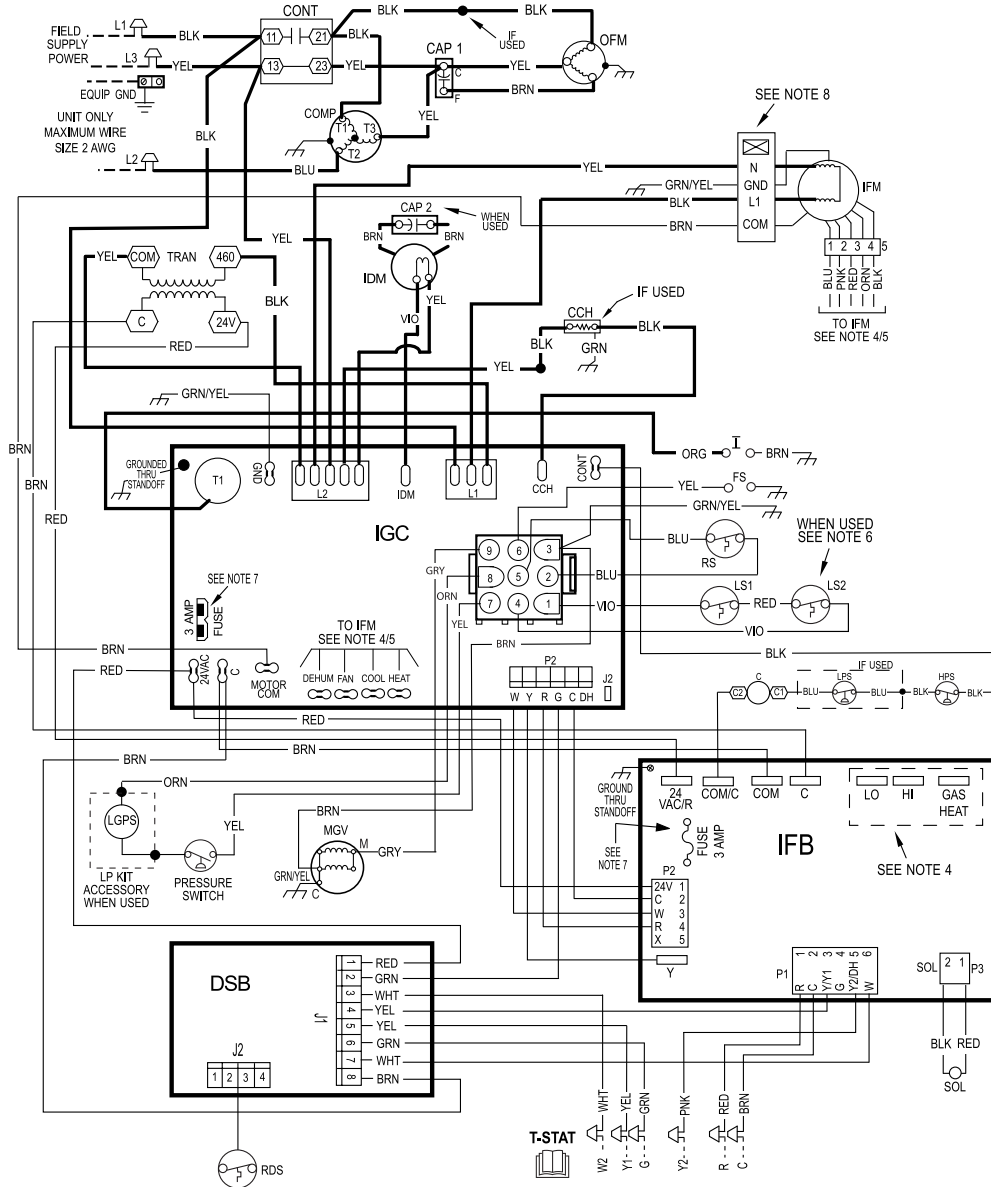 CONT
FIELD
SUPPLY
POWER
L1
BLK
11
21
BLK
BLK
IF
USED
OFM
L3
YEL
13
23
YEL
CAP 1
C
F
YEL
BRN
EQUIP GND
UNIT ONLY
MAXIMUM WIRE
SIZE 2 AWG
L2
BLU
BLK
COMP
T1
T3
T2
YEL
SEE NOTE 8
YEL
N
GRN/YEL
GND
BLK
L1
BRN
COM
IFM
1 2 3 4 5
BLU
PNK
RED
ORN
BLK
TO IFM
SEE NOTE 4/5
CAP 2
WHEN
USED
BRN
BRN
IDM
YEL
VIO
YEL
YEL
COM
TRAN
460
BLK
C
24V
RED
IF USED
CCH
BLK
BLK
GRN
YEL
GRN/YEL
BRN
BRN
RED
GROUNDED
THRU
STANDOFF
T1
GND
L2
IDM
L1
CCH
CONT
IGC
ORG
BRN
YEL
FS
GRN/YEL
BLU
RS
WHEN USED
SEE NOTE 6
BLU
LS1
RED
LS2
VIO
VIO
BLK
9 6 3
8 5 2
7 4 1
GRY
ORN
YEL
BRN
SEE NOTE 7
3 AMP
FUSE
BRN
RED
24VAC
C
MOTOR
COM
TO IFM
SEE NOTE 4/5
DEHUM FAN COOL HEAT
P2
W Y R G C DH
J2
RED
BRN
BRN
IF USED
C2
C
C1
BLU
LPS
BLU
BLK
HPS
BLK
ORN
LGPS
YEL
LP KIT
ACCESSORY
WHEN USED
PRESSURE
SWITCH
BRN
MGV
M
GRY
GRN/YEL
C
GROUND
THRU
STANDOFF
24
VAC/R
COM/C
COM
C
LO
HI
GAS
HEAT
SEE NOTE 4
SEE
NOTE 7
FUSE
3 AMP
IFB
P2
24V 1
C 2
W 3
R 4
X 5
Y
P1
1 2 3 4 5 6
R
C
Y/Y1
G
Y2/DH
W
SOL
2 1
P3
BLK RED
SOL
DSB
J1
1 RED
2 GRN
3 WHT
4 YEL
5 YEL
6 GRN
7 WHT
8 BRN
J2
1 2 3 4
RDS
T-STAT
WHT
YEL
GRN
PNK
RED
BRN
W2
Y1
G
Y2
R
C